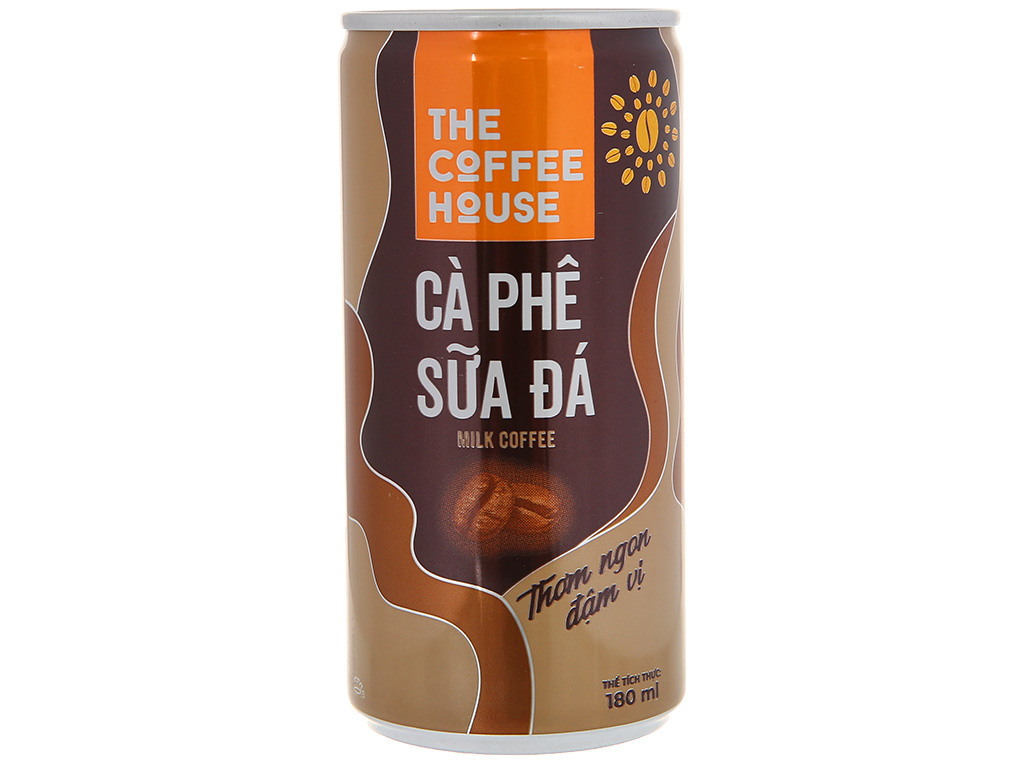 THE
COFFEE
HOUSE
CÀ PHÊ
SỮA ĐÁ
MILK COFFEE
Thơm ngon
đậm vị
THỂ TÍCH THỰC:
180 ml